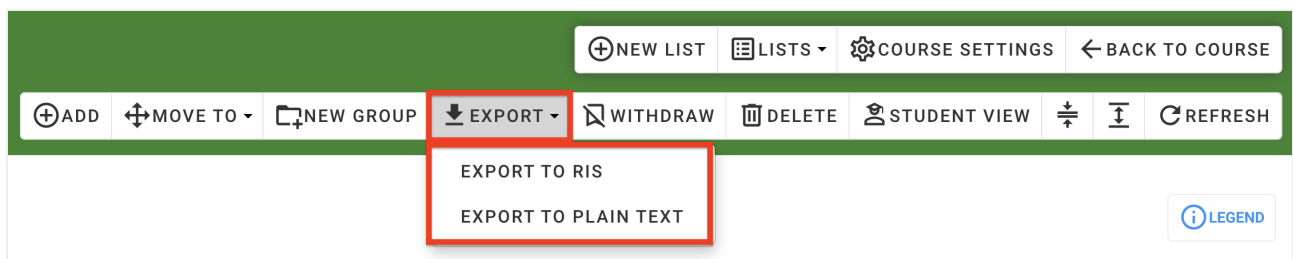 NEW LIST LISTS COURSE SETTINGS BACK TO COURSE
ADD MOVE TO NEW GROUP EXPORT WITHDRAW DELETE STUDENT VIEW REFRESH
EXPORT TO RIS
EXPORT TO PLAIN TEXT
LEGEND